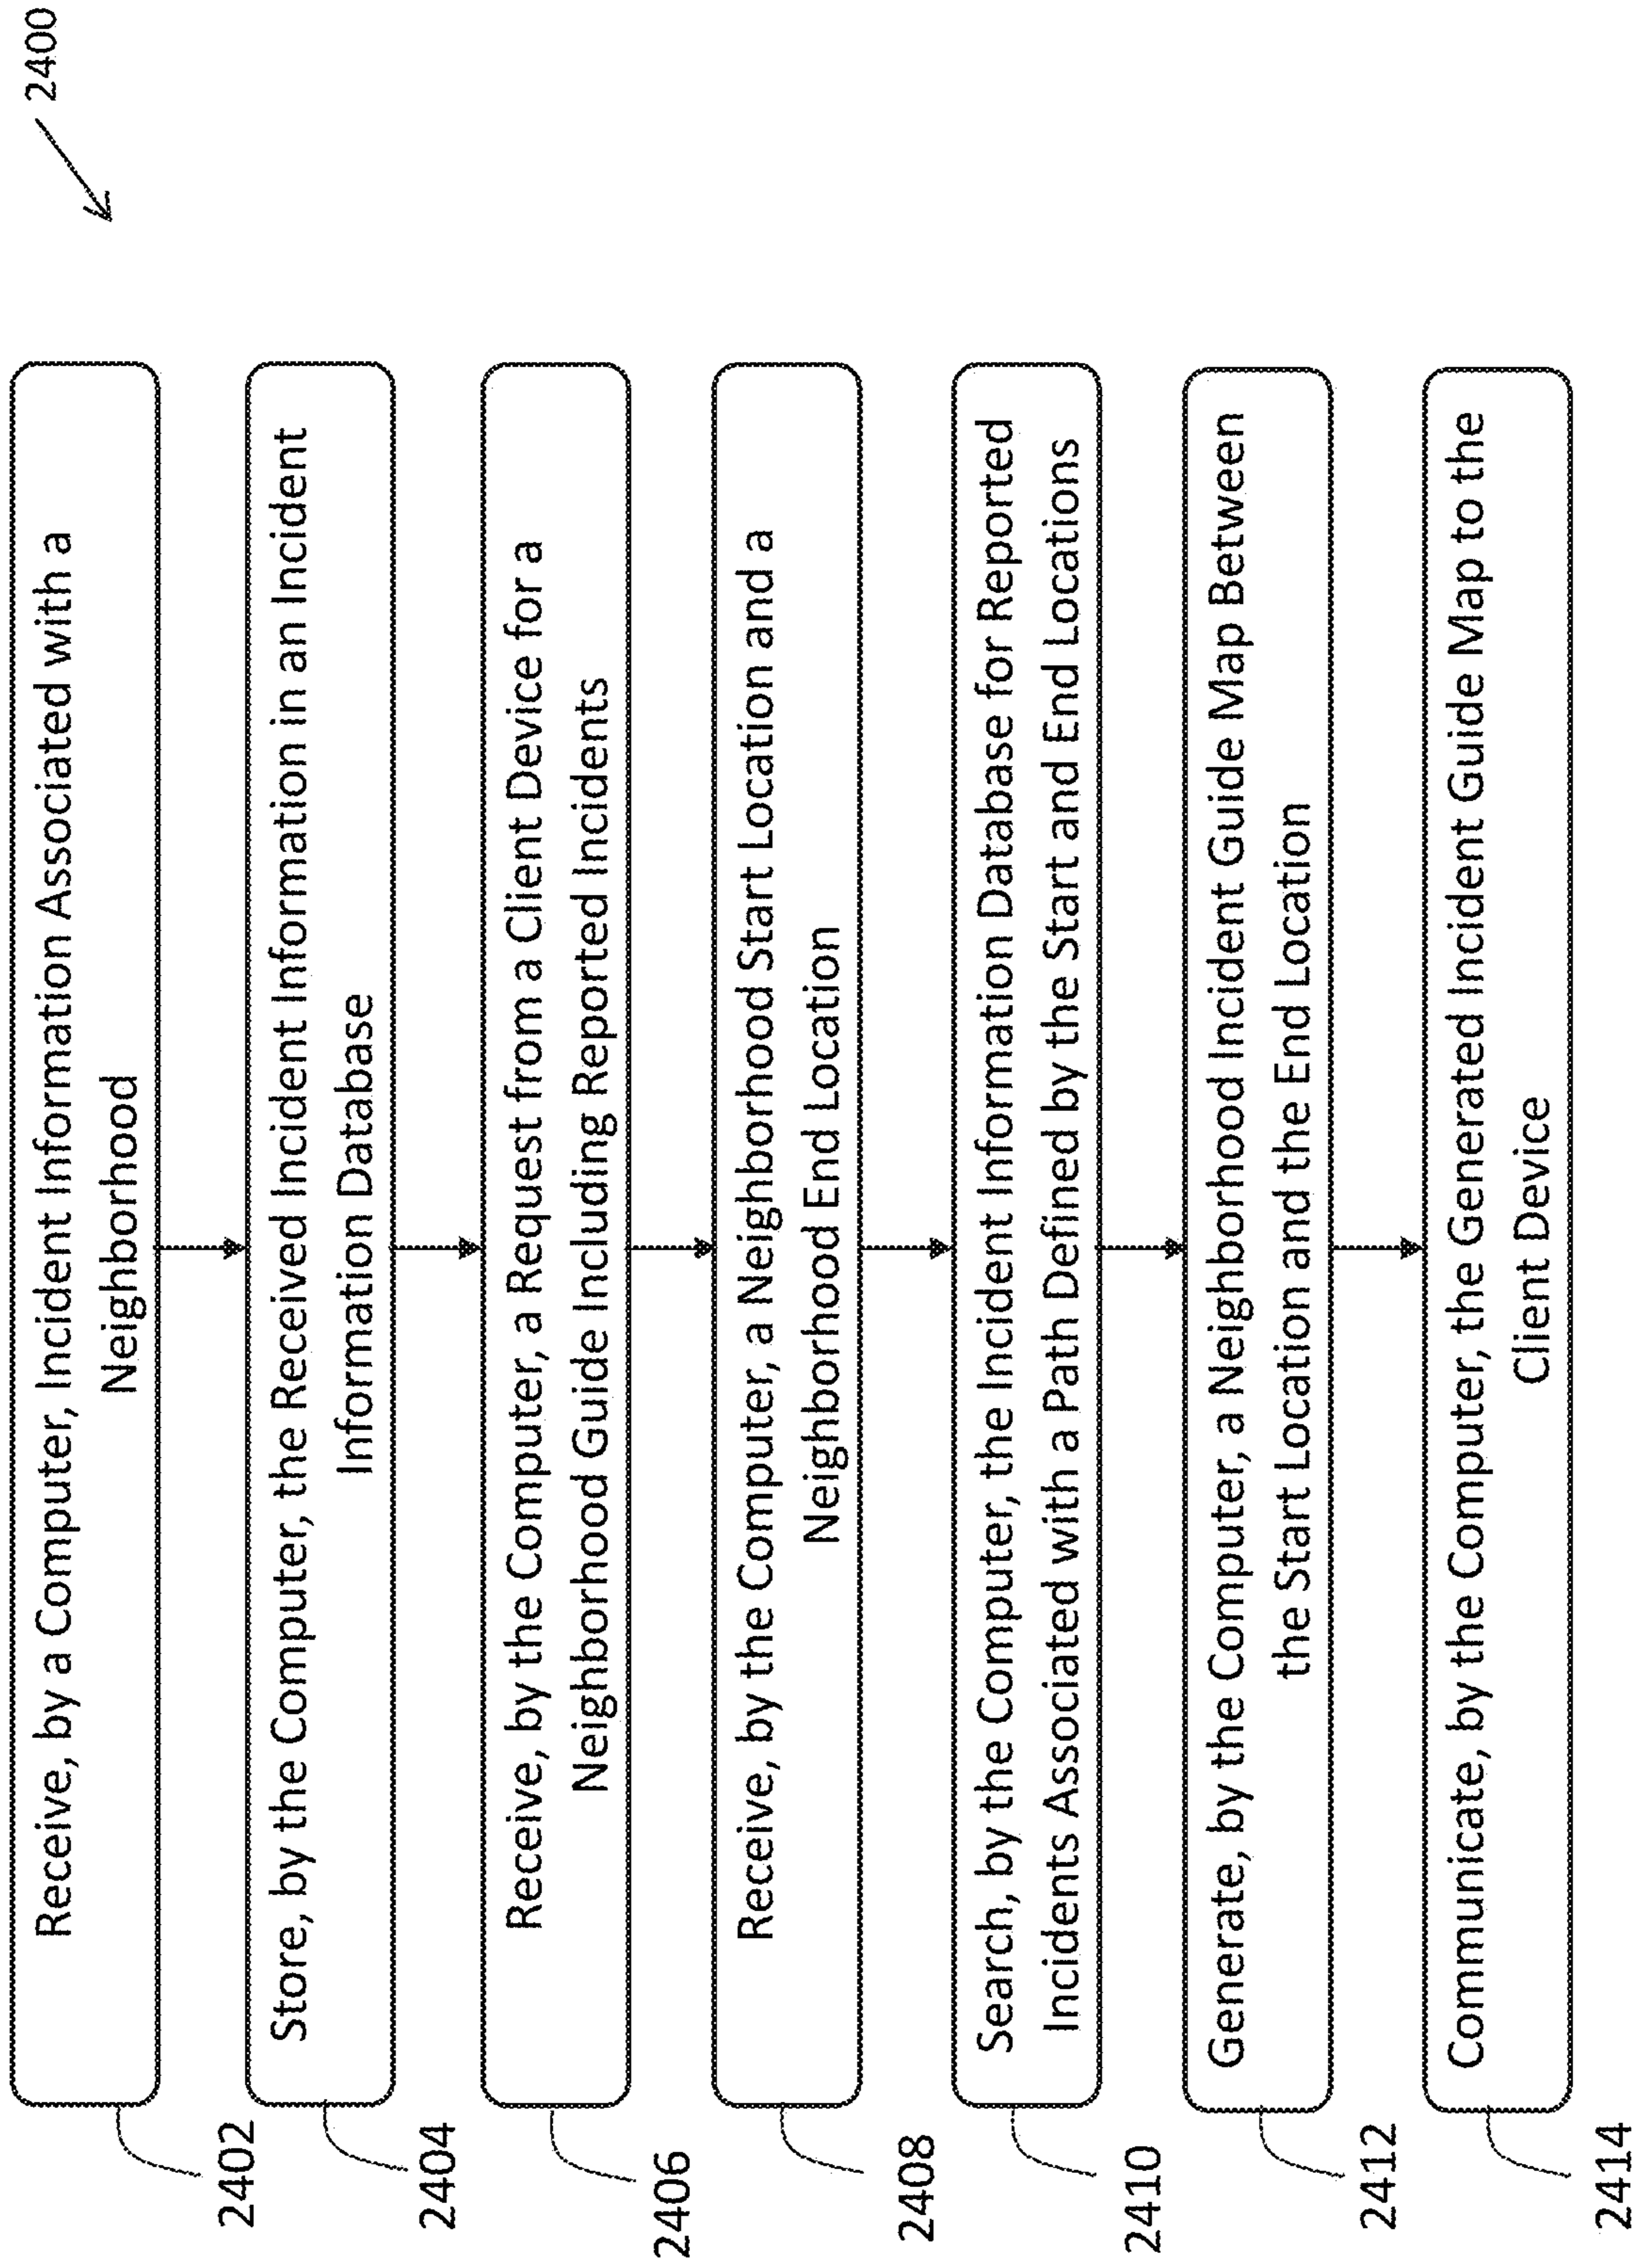 2400
Receive, by a Computer, Incident Information Associated with a
Neighborhood
2402
Store, by the Computer, the Received Incident Information in an Incident
Information Database
2404
Receive, by the Computer, a Request from a Client Device for a
Neighborhood Guide Including Reported Incidents
2406
Receive, by the Computer, a Neighborhood Start Location and a
Neighborhood End Location
2408
Search, by the Computer, the Incident Information Database for Reported
Incidents Associated with a Path Defined by the Start and End Locations
2410
Generate, by the Computer, a Neighborhood Incident Guide Map Between
the Start Location and the End Location
2412
Communicate, by the Computer, the Generated Incident Guide Map to the
Client Device
2414